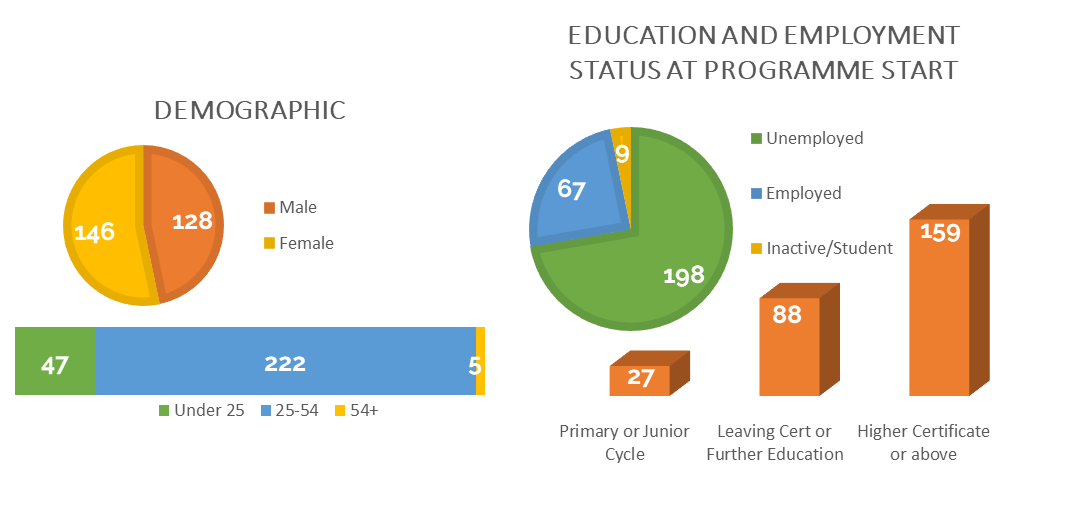 DEMOGRAPHIC
146
128
Male
Female
47
222
5
Under 25
25-54
54+
EDUCATION AND EMPLOYMENT
STATUS AT PROGRAMME START
9
67
198
Unemployed
Employed
Inactive/Student
27
88
159
Primary or Junior
Cycle
Leaving Cert or
Further Education
Higher Certificate
or above